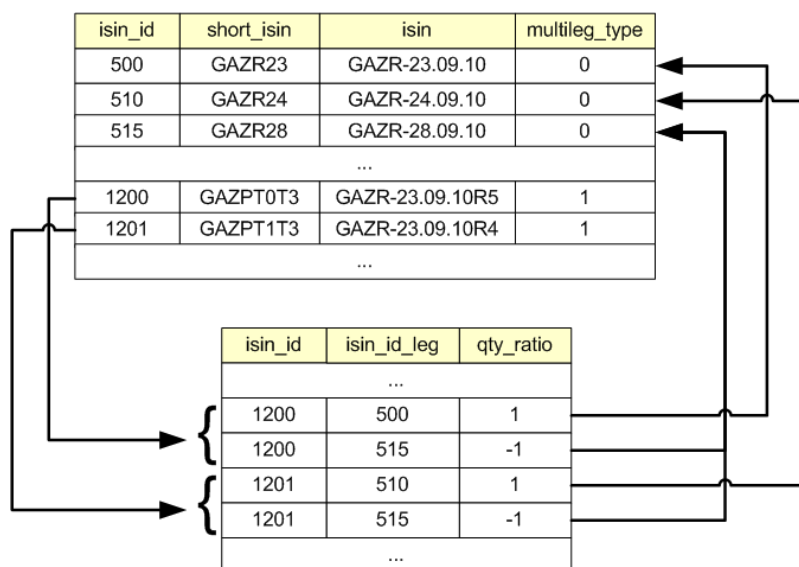 isin_id short_isin isin multileg_type
500 GAZR23 GAZR-23.09.10 0
510 GAZR24 GAZR-24.09.10 0
515 GAZR28 GAZR-28.09.10 0
...
1200 GAZPT0T3 GAZR-23.09.10R5 1
1201 GAZPT1T3 GAZR-23.09.10R4 1
...
isin_id isin_id_leg qty_ratio
...
1200 500 1
1200 515 -1
1201 510 1
1201 515 -1
...